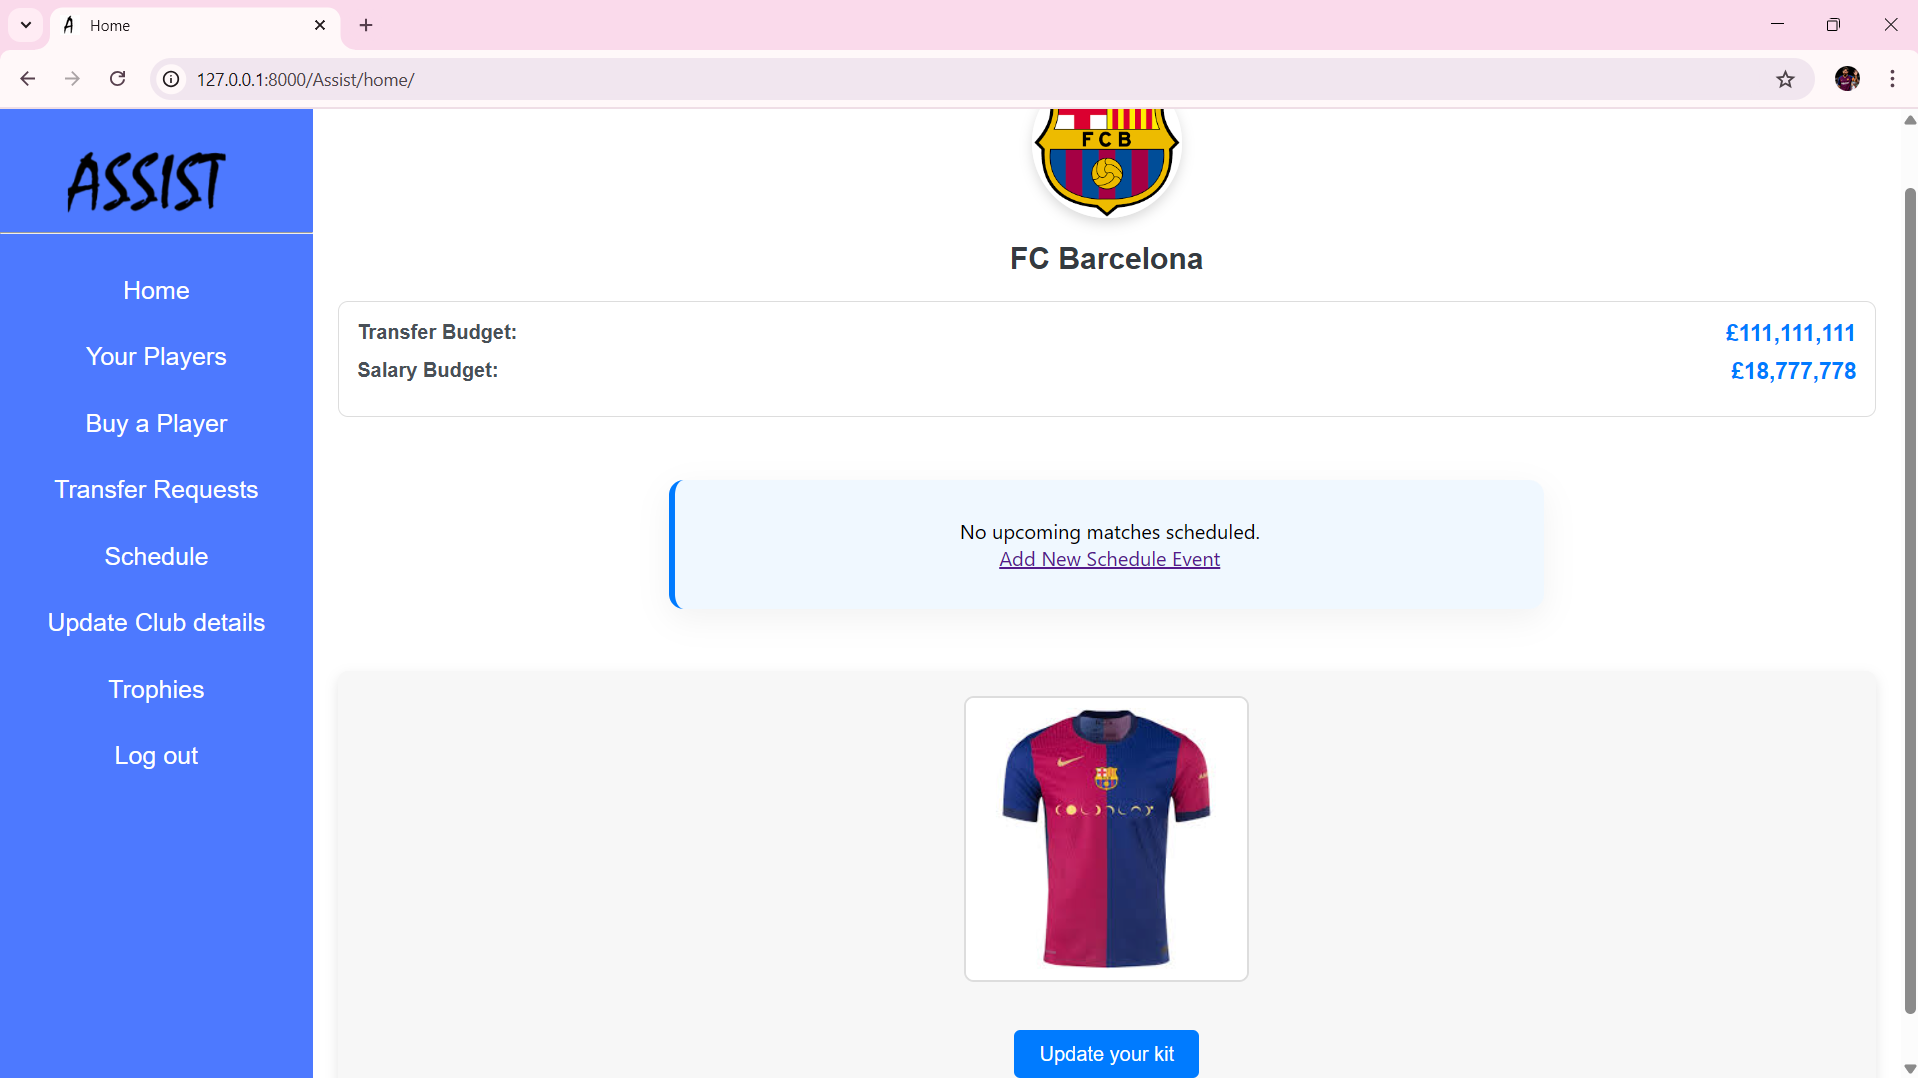 Home
127.0.0.1:8000/Assist/home/
ASSIST
Home
Your Players
Buy a Player
Transfer Requests
Schedule
Update Club details
Trophies
Log out
FCB
FC Barcelona
Transfer Budget:
£111,111,111
Salary Budget:
£18,777,778
No upcoming matches scheduled.
Add New Schedule Event
Update your kit